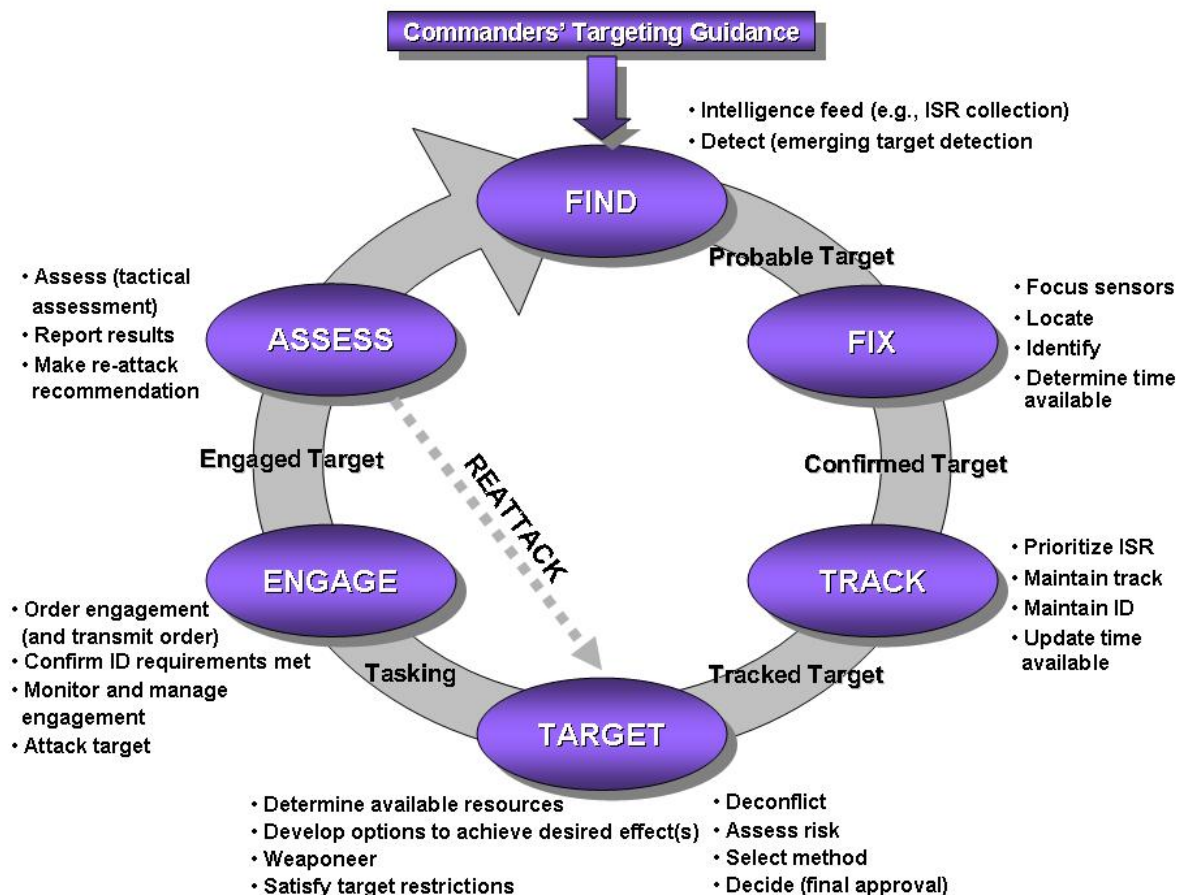 Commanders' Targeting Guidance
• Intelligence feed (e.g., ISR collection)
• Detect (emerging target detection
FIND
Probable Target
• Focus sensors
• Locate
• Identify
• Determine time
available
FIX
Confirmed Target
• Prioritize ISR
• Maintain track
• Maintain ID
• Update time
available
TRACK
Tracked Target
TARGET
• Determine available resources
• Develop options to achieve desired effect(s)
• Weaponeer
• Satisfy target restrictions
• Deconflict
• Assess risk
• Select method
• Decide (final approval)
Tasking
ENGAGE
• Order engagement
(and transmit order)
• Confirm ID requirements met
• Monitor and manage
engagement
• Attack target
Engaged Target
ASSESS
• Assess (tactical
assessment)
• Report results
• Make re-attack
recommendation
REATTACK